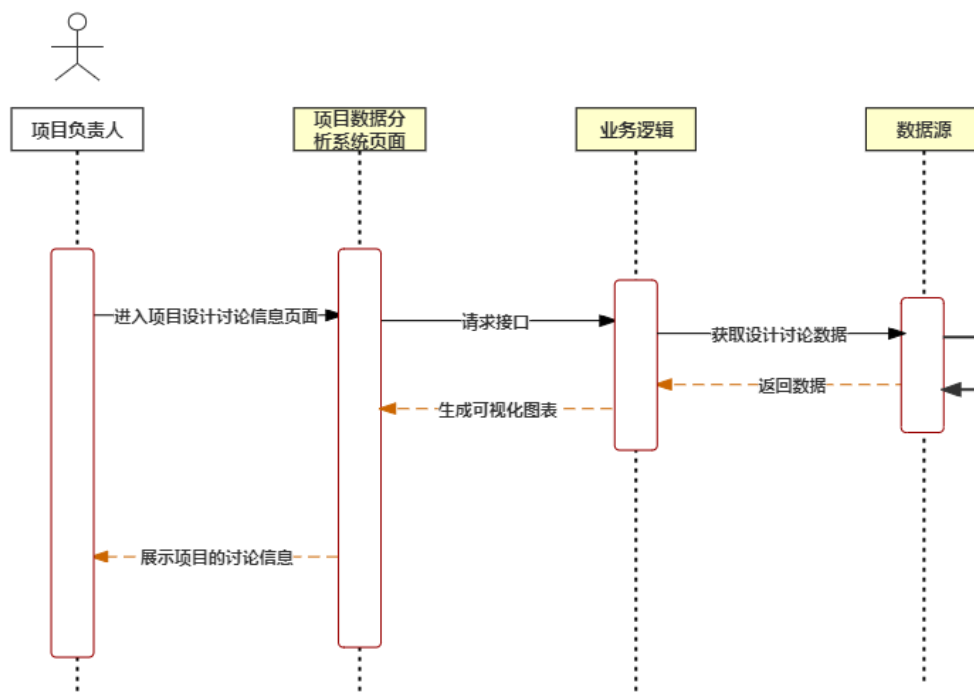 项目负责人
项目数据分
析系统页面
业务逻辑
数据源
进入项目设计讨论信息页面
请求接口
获取设计讨论数据
返回数据
生成可视化图表
展示项目的讨论信息